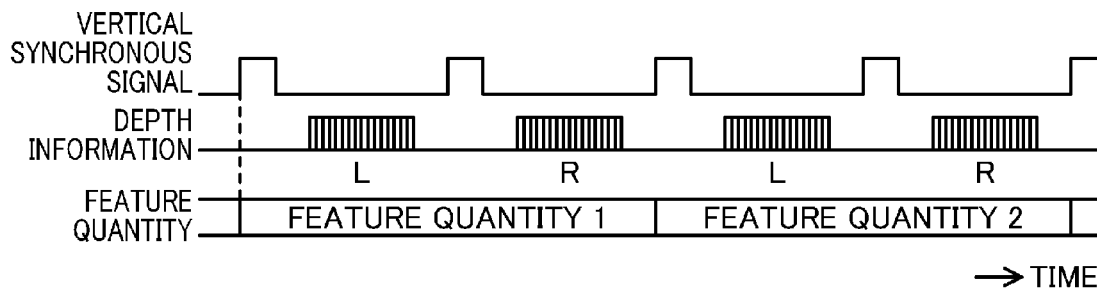 VERTICAL
SYNCHRONOUS
SIGNAL
DEPTH
INFORMATION
L R L R
FEATURE
QUANTITY
FEATURE QUANTITY 1 FEATURE QUANTITY 2
→ TIME